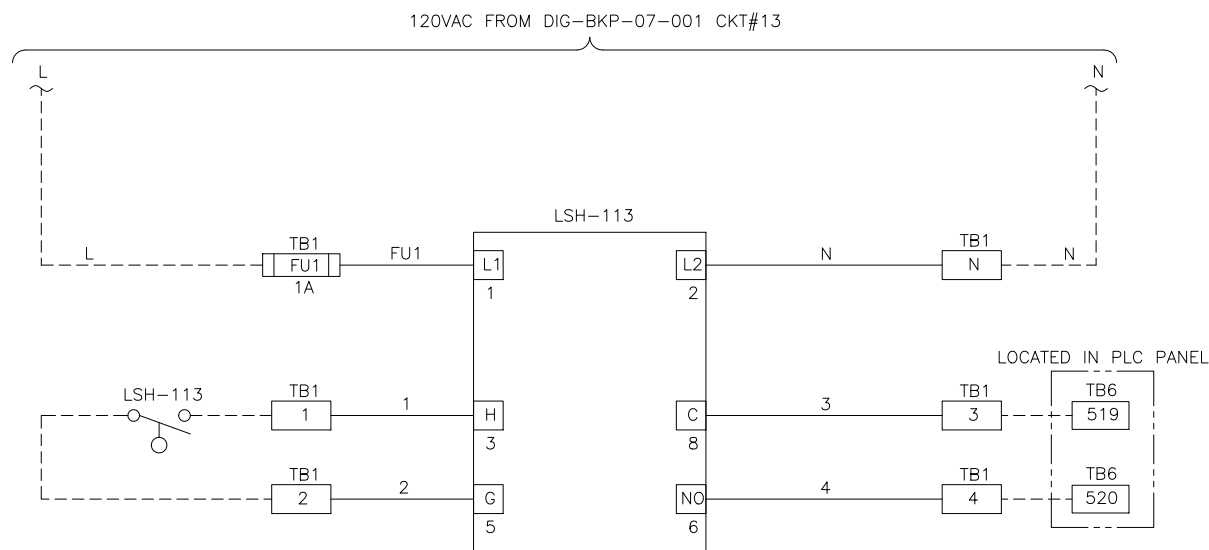 120VAC FROM DIG-BKP-07-001 CKT#13
L
N
LSH-113
L
TB1
FU1
1A
FU1
L1
1
L2
2
N
TB1
N
N
LOCATED IN PLC PANEL
LSH-113
TB1
1
1
H
3
C
8
3
TB1
3
TB6
519
TB1
2
2
G
5
NO
6
4
TB1
4
TB6
520